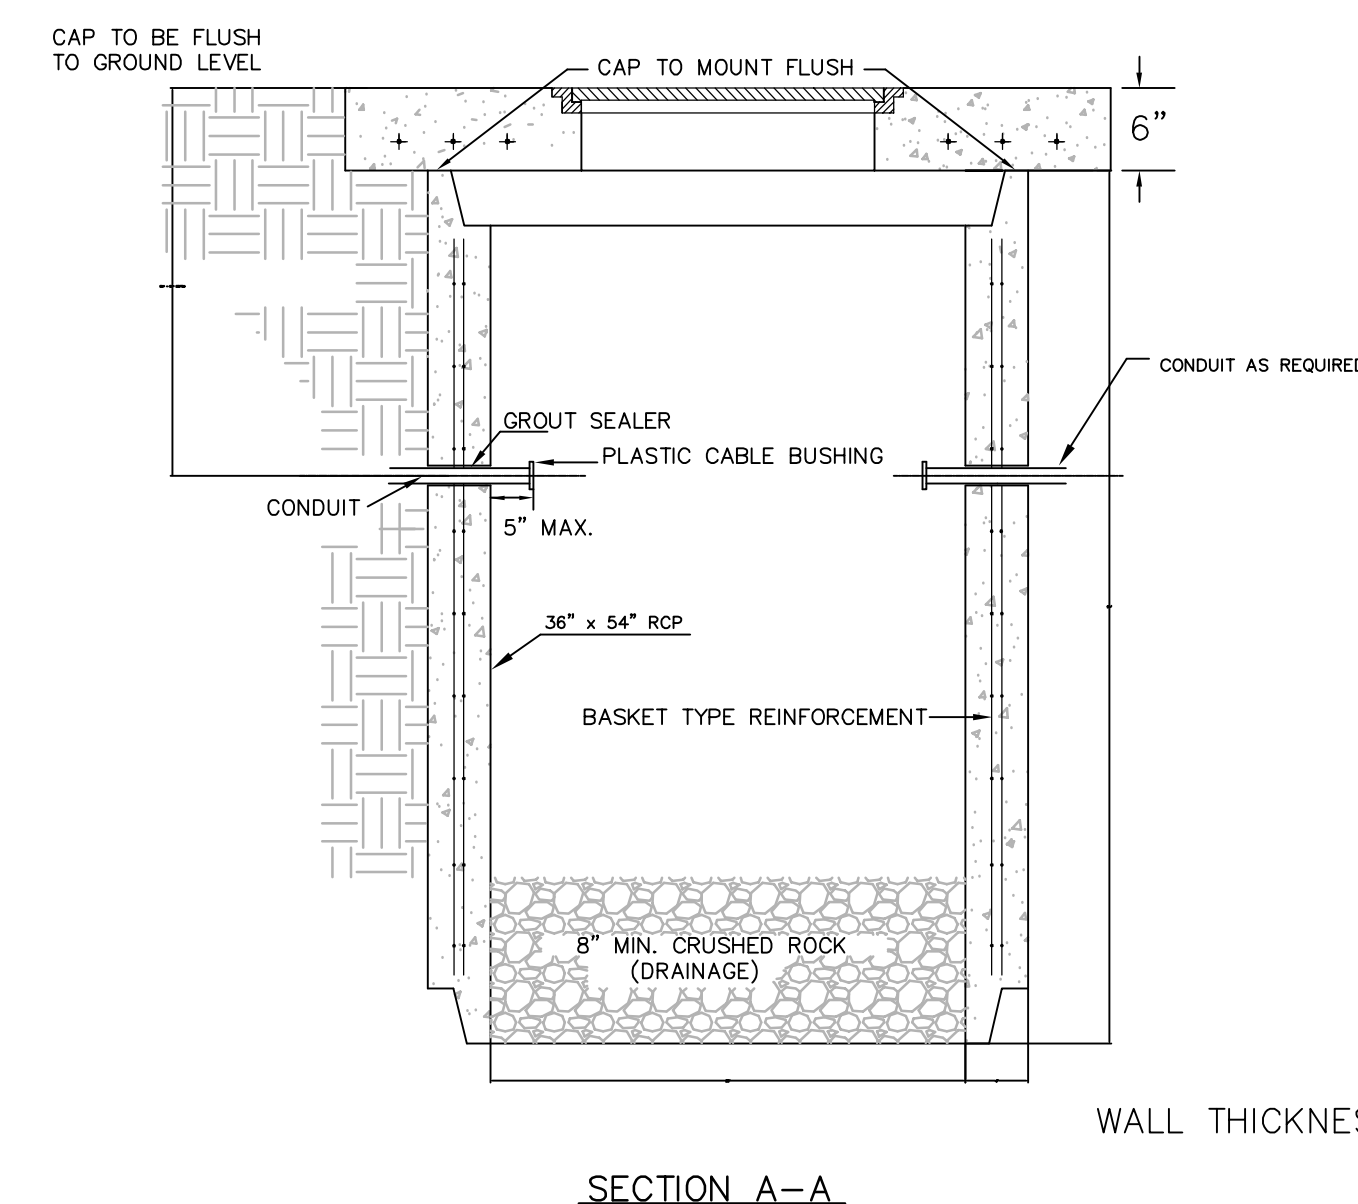 CAP TO BE FLUSH
TO GROUND LEVEL
CAP TO MOUNT FLUSH
6"
CONDUIT AS REQUIRED
GROUT SEALER
PLASTIC CABLE BUSHING
CONDUIT
5" MAX.
36" x 54" RCP
BASKET TYPE REINFORCEMENT
8" MIN. CRUSHED ROCK
(DRAINAGE)
WALL
SECTION A-A